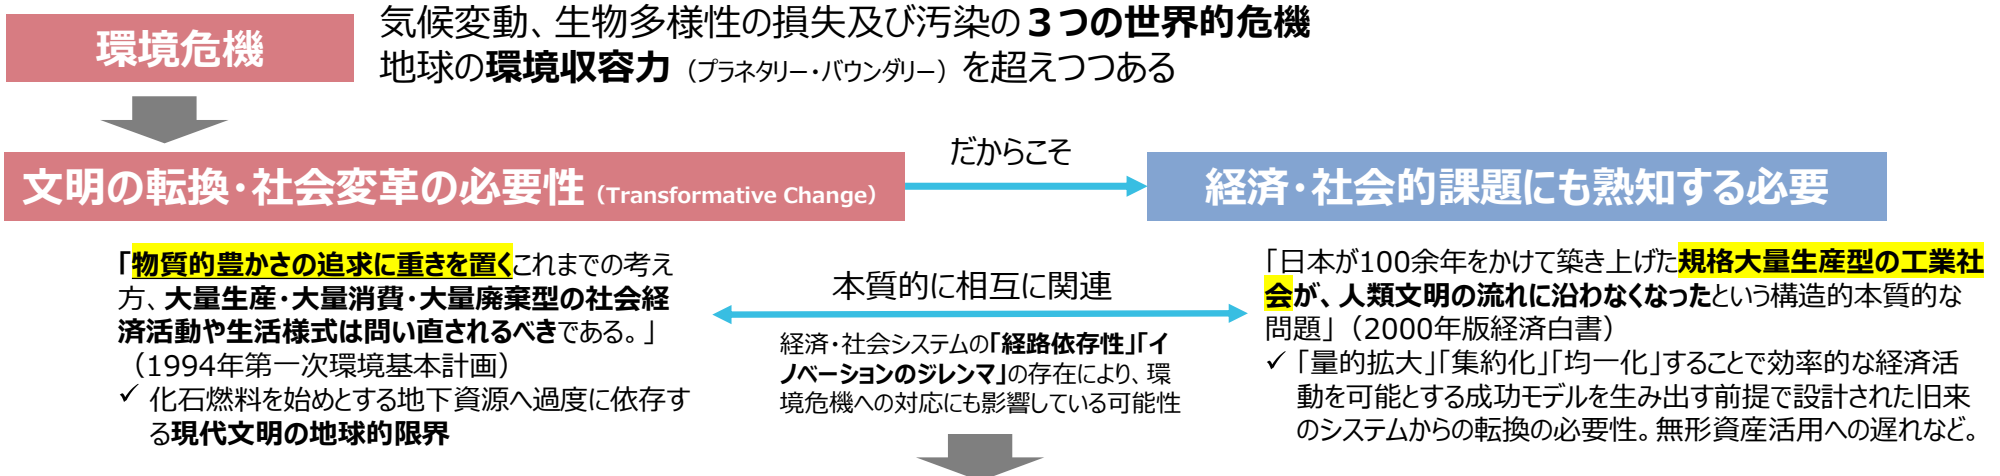 環境危機
気候変動、生物多様性の損失及び汚染の３つの世界的危機
地球の環境収容力（プラネタリー・バウンダリー）を超えつつある
文明の転換・社会変革の必要性（Transformative Change）
だからこそ
経済・社会的課題にも熟知する必要
「物質的豊かさの追求に重きを置くこれまでの考え
方、大量生産・大量消費・大量廃棄型の社会経
済活動や生活様式は問い直されるべきである。」
（1994年第一次環境基本計画）
✓ 化石燃料を始めとする地下資源へ過度に依存す
る現代文明の地球的限界
本質的に相互に関連
経済・社会システムの「経路依存性」「イ
ノベーションのジレンマ」の存在により、環
境危機への対応にも影響している可能性
「日本が100余年をかけて築き上げた規格大量生産型の工業社
会が、人類文明の流れに沿わなくなったという構造的本質的な
問題」（2000年版経済白書）
✓ 「量的拡大」「集約化」「均一化」することで効率的な経済活
動を可能とする成功モデルを生み出す前提で設計された旧来
のシステムからの転換の必要性。無形資産活用への遅れなど。